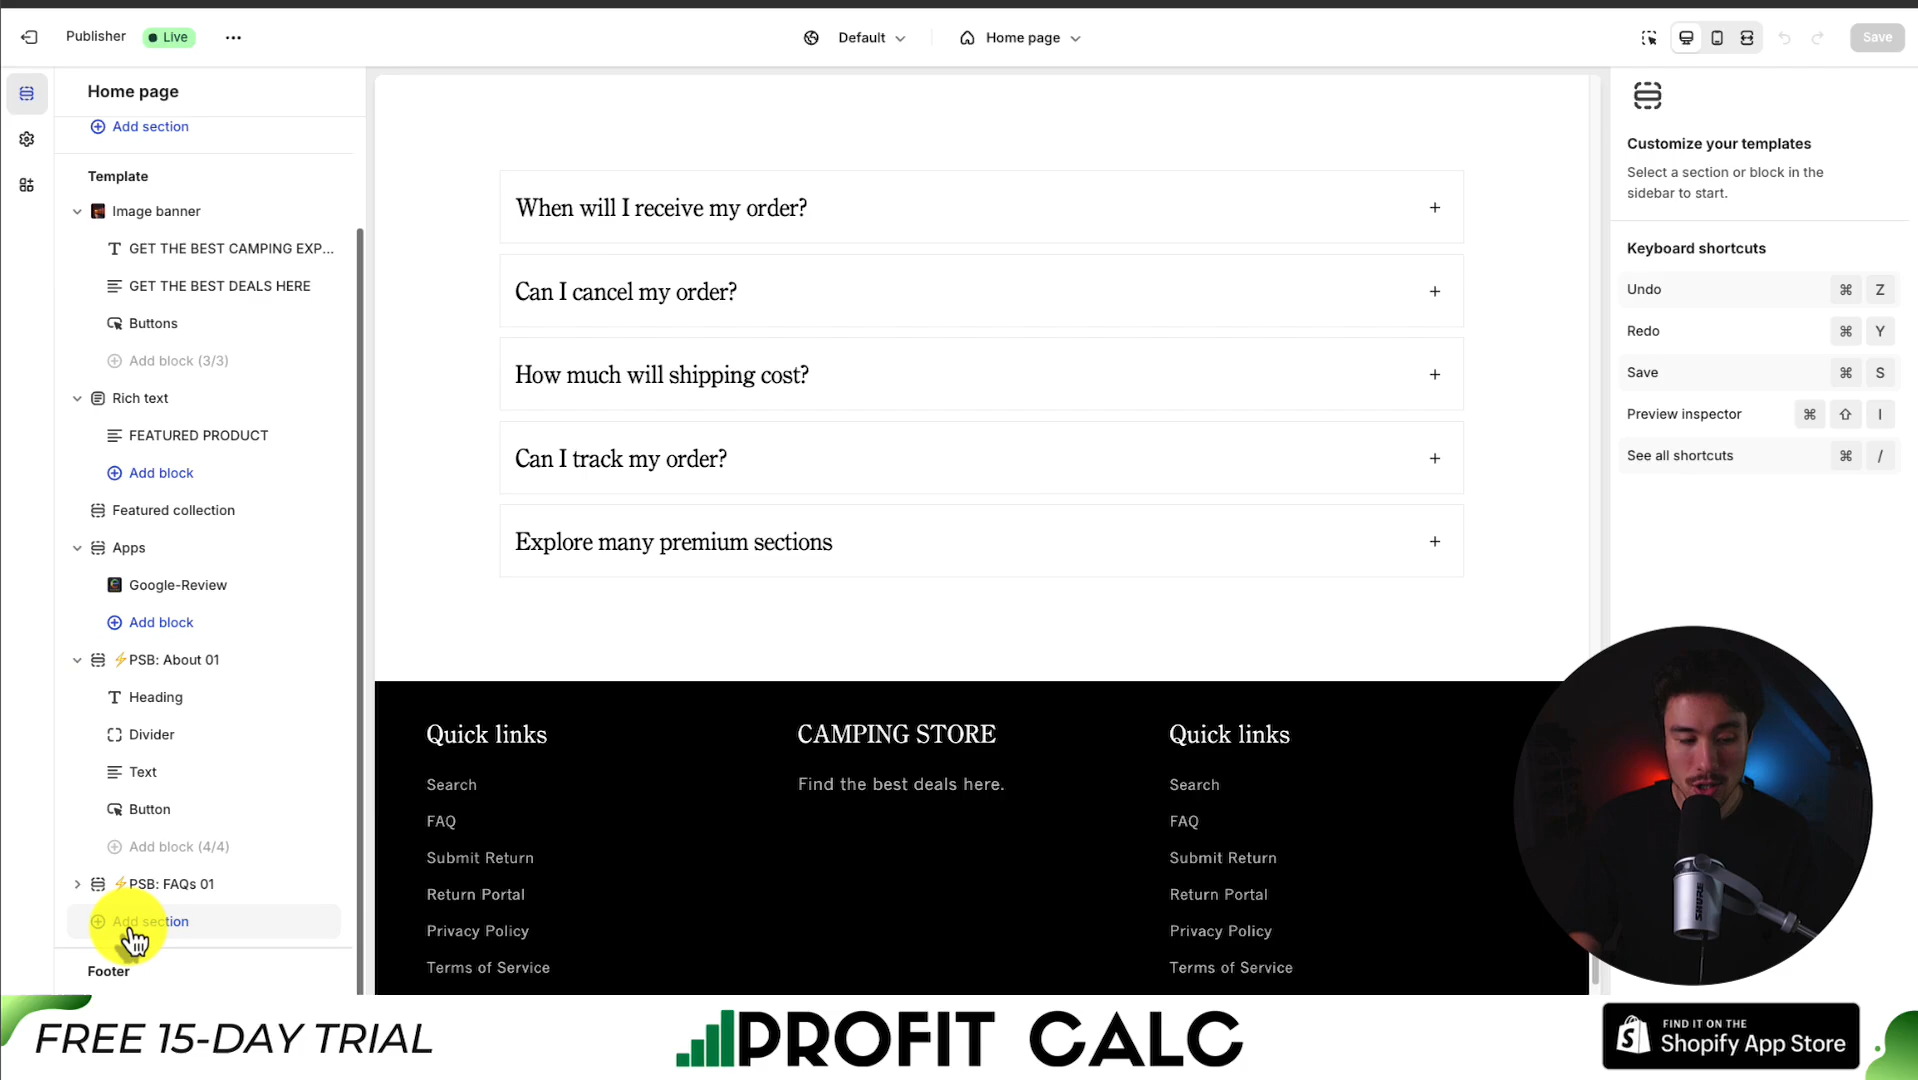 Publisher
Live
Default
Home page
Save
Home page
Add section
Template
Image banner
GET THE BEST CAMPING EXP...
GET THE BEST DEALS HERE
Buttons
Add block (3/3)
Rich text
FEATURED PRODUCT
Add block
Featured collection
Apps
Google-Review
Add block
⚡PSB: About 01
Heading
Divider
Text
Button
Add block (4/4)
⚡PSB: FAQs 01
Add section
Footer
When will I receive my order?
Can I cancel my order?
How much will shipping cost?
Can I track my order?
Explore many premium sections
Quick links
Search
FAQ
Submit Return
Return Portal
Privacy Policy
Terms of Service
CAMPING STORE
Find the best deals here.
Quick links
Search
FAQ
Submit Return
Return Portal
Privacy Policy
Terms of Service
Customize your templates
Select a section or block in the
sidebar to start.
Keyboard shortcuts
Undo ⌘ Z
Redo ⌘ Y
Save ⌘ S
Preview inspector ⌘ ⇧ I
See all shortcuts ⌘ /
SHURE
FREE 15-DAY TRIAL
PROFIT CALC
FIND IT ON THE
Shopify App Store